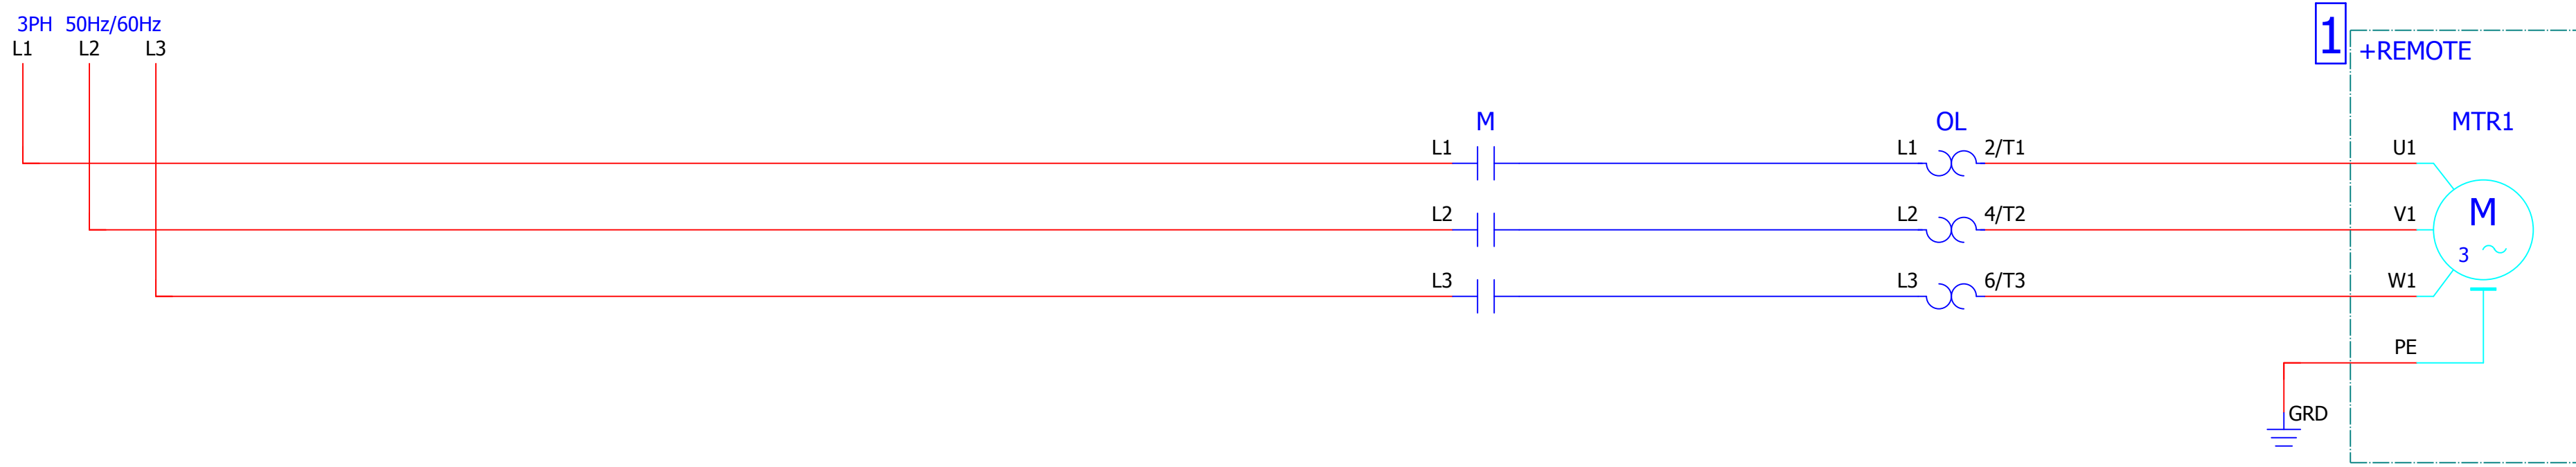 3PH 50Hz/60Hz
L1 L2 L3
1
+REMOTE
M OL MTR1
L1 L1 2/T1 U1
L2 L2 4/T2 V1
M
3
L3 L3 6/T3 W1
PE
GRD